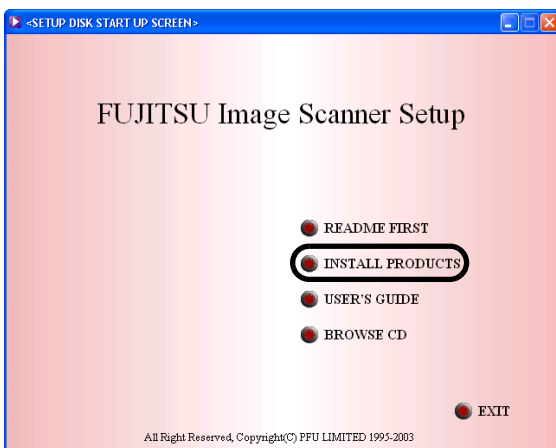 <SETUP DISK START UP SCREEN>
FUJITSU Image Scanner Setup
README FIRST
INSTALL PRODUCTS
USER'S GUIDE
BROWSE CD
EXIT
All Right Reserved, Copyright(C) PFU LIMITED 1995-2003